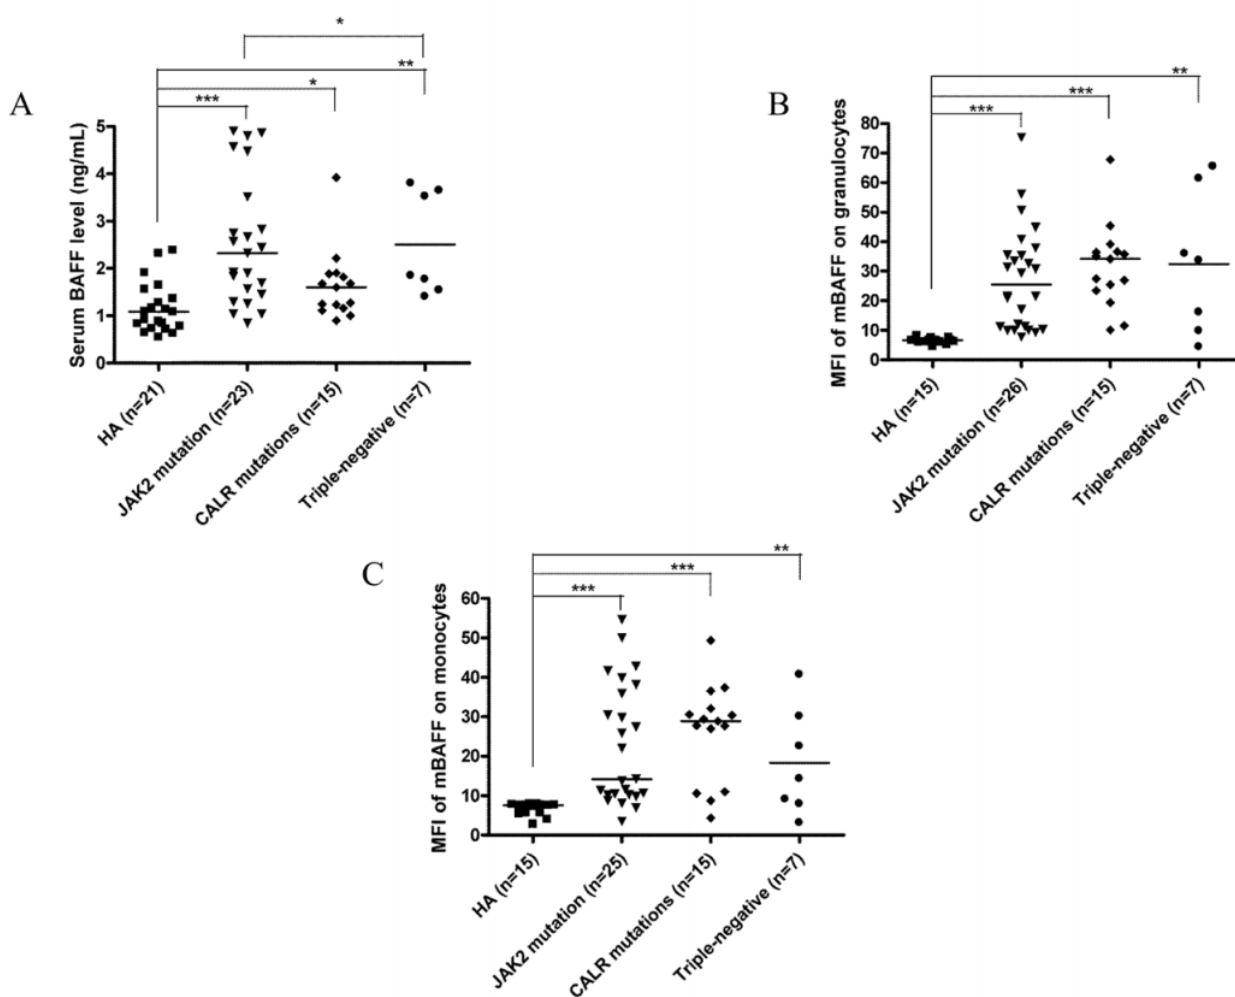 A
*
**
*
***
Serum BAFF level (ng/mL)
5
4
3
2
1
0
HA (n=21)
JAK2 mutation (n=23)
CALR mutations (n=15)
Triple-negative (n=7)
B
**
***
***
MFI of mBAFF on granulocytes
80
70
60
50
40
30
20
10
0
HA (n=15)
JAK2 mutation (n=26)
CALR mutations (n=15)
Triple-negative (n=7)
C
**
***
***
MFI of mBAFF on monocytes
60
50
40
30
20
10
0
HA (n=15)
JAK2 mutation (n=25)
CALR mutations (n=15)
Triple-negative (n=7)